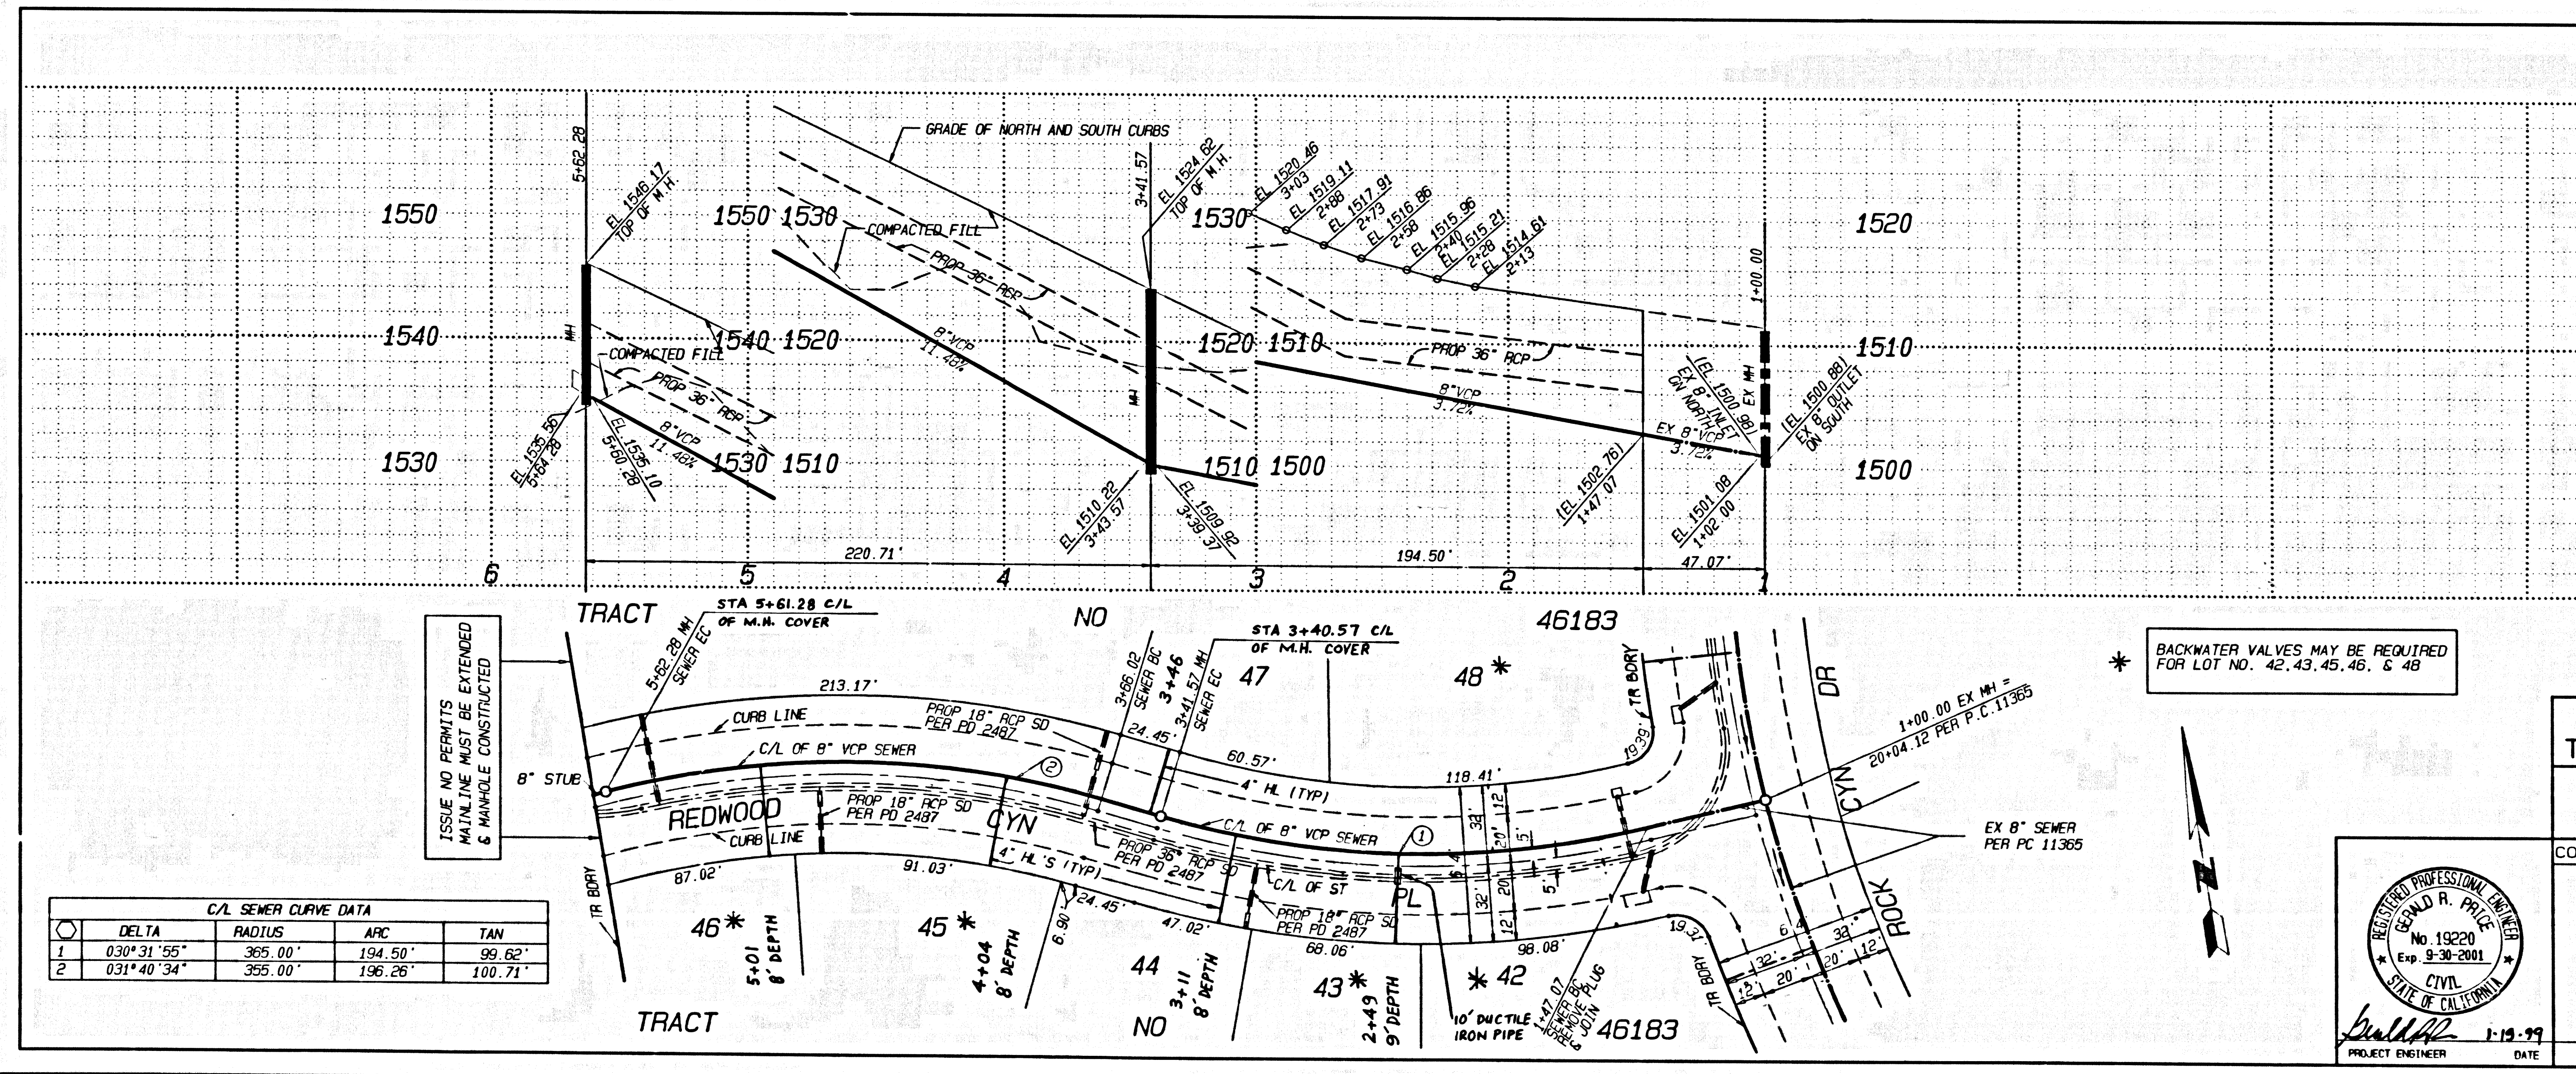 5+62.28
EL 1546.17
TOP OF M.H.
GRADE OF NORTH AND SOUTH CURBS
3+41.57
EL 1524.62
TOP OF M.H.
EL 1520.46
3+03
EL 1519.11
2+88
EL 1517.91
2+73
EL 1516.86
2+58
EL 1515.96
2+40
EL 1515.21
2+28
EL 1514.61
2+13
1+00.00
1550
1550 1530
1530
1520
COMPACTED FILL
PROP 36" RCP
1540
MH
1540 1520
1520 1510
1510
COMPACTED FILL
PROP 36" RCP
8" VCP
11.48%
8" VCP
11.48%
MH
PROP 36" RCP
8" VCP
3.72%
EX 8" VCP
3.72%
(EL 1500.98)
EX 8" INLET
ON NORTH
EX MH
(EL 1500.88)
EX 8" OUTLET
ON SOUTH
1530
1530 1510
1510 1500
1500
EL 1535.56
5+64.28
EL 1535.10
5+60.28
EL 1510.22
3+43.57
EL 1509.92
3+39.37
(EL 1502.76)
1+47.07
EL 1501.08
1+02.00
220.71'
194.50'
47.07'
6
5
4
3
2
1
TRACT
NO
46183
STA 5+61.28 C/L
OF M.H. COVER
5+62.28 MH
SEWER EC
3+66.02
SEWER BC
3+46
3+41.57 MH
SEWER EC
STA 3+40.57 C/L
OF M.H. COVER
47
48 *
TR BDRY
DR
* BACKWATER VALVES MAY BE REQUIRED
FOR LOT NO. 42,43,45,46, & 48
ISSUE NO PERMITS
MAINLINE MUST BE EXTENDED
& MANHOLE CONSTRUCTED
213.17'
CURB LINE
PROP 18" RCP SD
PER PD 2487
24.45'
60.57'
118.41'
19.39'
1+00.00 EX MH =
20+04.12 PER P.C.11365
8" STUB
C/L OF 8" VCP SEWER
2
4" HL (TYP)
REDWOOD
CYN
PL
CURB LINE
PROP 18" RCP SD
PER PD 2487
C/L OF 8" VCP SEWER
1
32'
20'
12'
5'
5.4'
CYN
EX 8" SEWER
PER PC 11365
PROP 36" RCP SD
PER PD 2487
4" HL'S (TYP)
C/L OF ST
PROP 18" RCP SD
PER PD 2487
32'
20'
12'
5'
ROCK
TR BDRY
87.02'
91.03'
24.45'
6.90'
47.02'
68.06'
98.08'
19.37'
6.4'
32'
12'
20'
32'
20'
12'
TR BDRY
46 *
5+01
8' DEPTH
45 *
4+04
8' DEPTH
44
3+11
8' DEPTH
43 *
2+49
9' DEPTH
* 42
10' DUCTILE
IRON PIPE
1+47.07
SEWER BC
REMOVE PLUG
& JOIN
TRACT
NO
46183
C/L SEWER CURVE DATA
DELTA RADIUS ARC TAN
1 030°31'55" 365.00' 194.50' 99.62'
2 031°40'34" 355.00' 196.26' 100.71'
N
T
CO
REGISTERED PROFESSIONAL ENGINEER
GERALD R. PRICE
No. 19220
Exp. 9-30-2001
CIVIL
STATE OF CALIFORNIA
1-19-99
PROJECT ENGINEER DATE